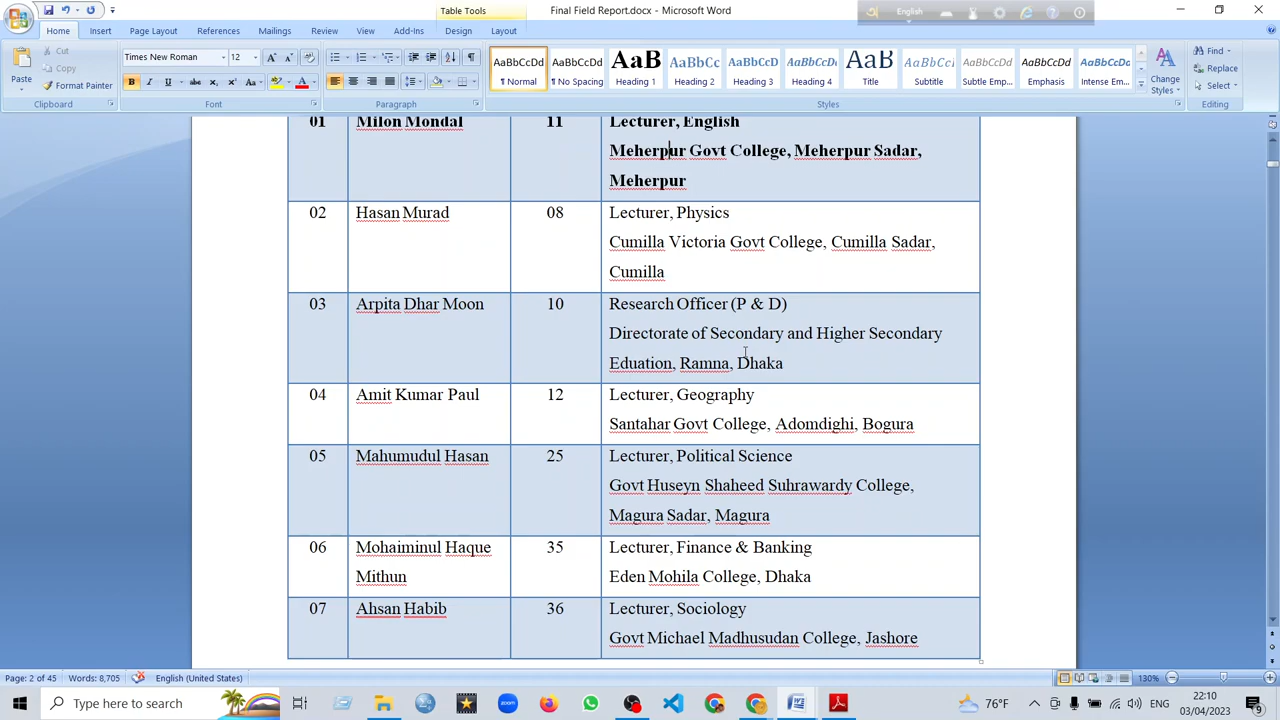 Table Tools
Final Field Report.docx - Microsoft Word
English
Home
Insert
Page Layout
References
Mailings
Review
View
Add-Ins
Design
Layout
Paste
Cut
Copy
Format Painter
Clipboard
Times New Roman
12
Font
Paragraph
AaBbCcDd
¶ Normal
AaBbCcDd
¶ No Spacing
AaB
Heading 1
AaBbCc
Heading 2
AaBbCcD
Heading 3
AaBbCcDa
Heading 4
AaB
Title
AaBbCcl
Subtitle
AaBbCcDd
Subtle Emp...
AaBbCcDd
Emphasis
AaBbCcDd
Intense Em...
Change
Styles
Styles
Find
Replace
Select
Editing
01 Milon Mondal 11 Lecturer, English
Meherpur Govt College, Meherpur Sadar,
Meherpur
02 Hasan Murad 08 Lecturer, Physics
Cumilla Victoria Govt College, Cumilla Sadar,
Cumilla
03 Arpita Dhar Moon 10 Research Officer (P & D)
Directorate of Secondary and Higher Secondary
Eduation, Ramna, Dhaka
04 Amit Kumar Paul 12 Lecturer, Geography
Santahar Govt College, Adomdighi, Bogura
05 Mahumudul Hasan 25 Lecturer, Political Science
Govt Huseyn Shaheed Suhrawardy College,
Magura Sadar, Magura
06 Mohaiminul Haque 35 Lecturer, Finance & Banking
Mithun Eden Mohila College, Dhaka
07 Ahsan Habib 36 Lecturer, Sociology
Govt Michael Madhusudan College, Jashore
Page: 2 of 45
Words: 8,705
English (United States)
130%
Type here to search
zoom
76°F
ENG
22:10
03/04/2023